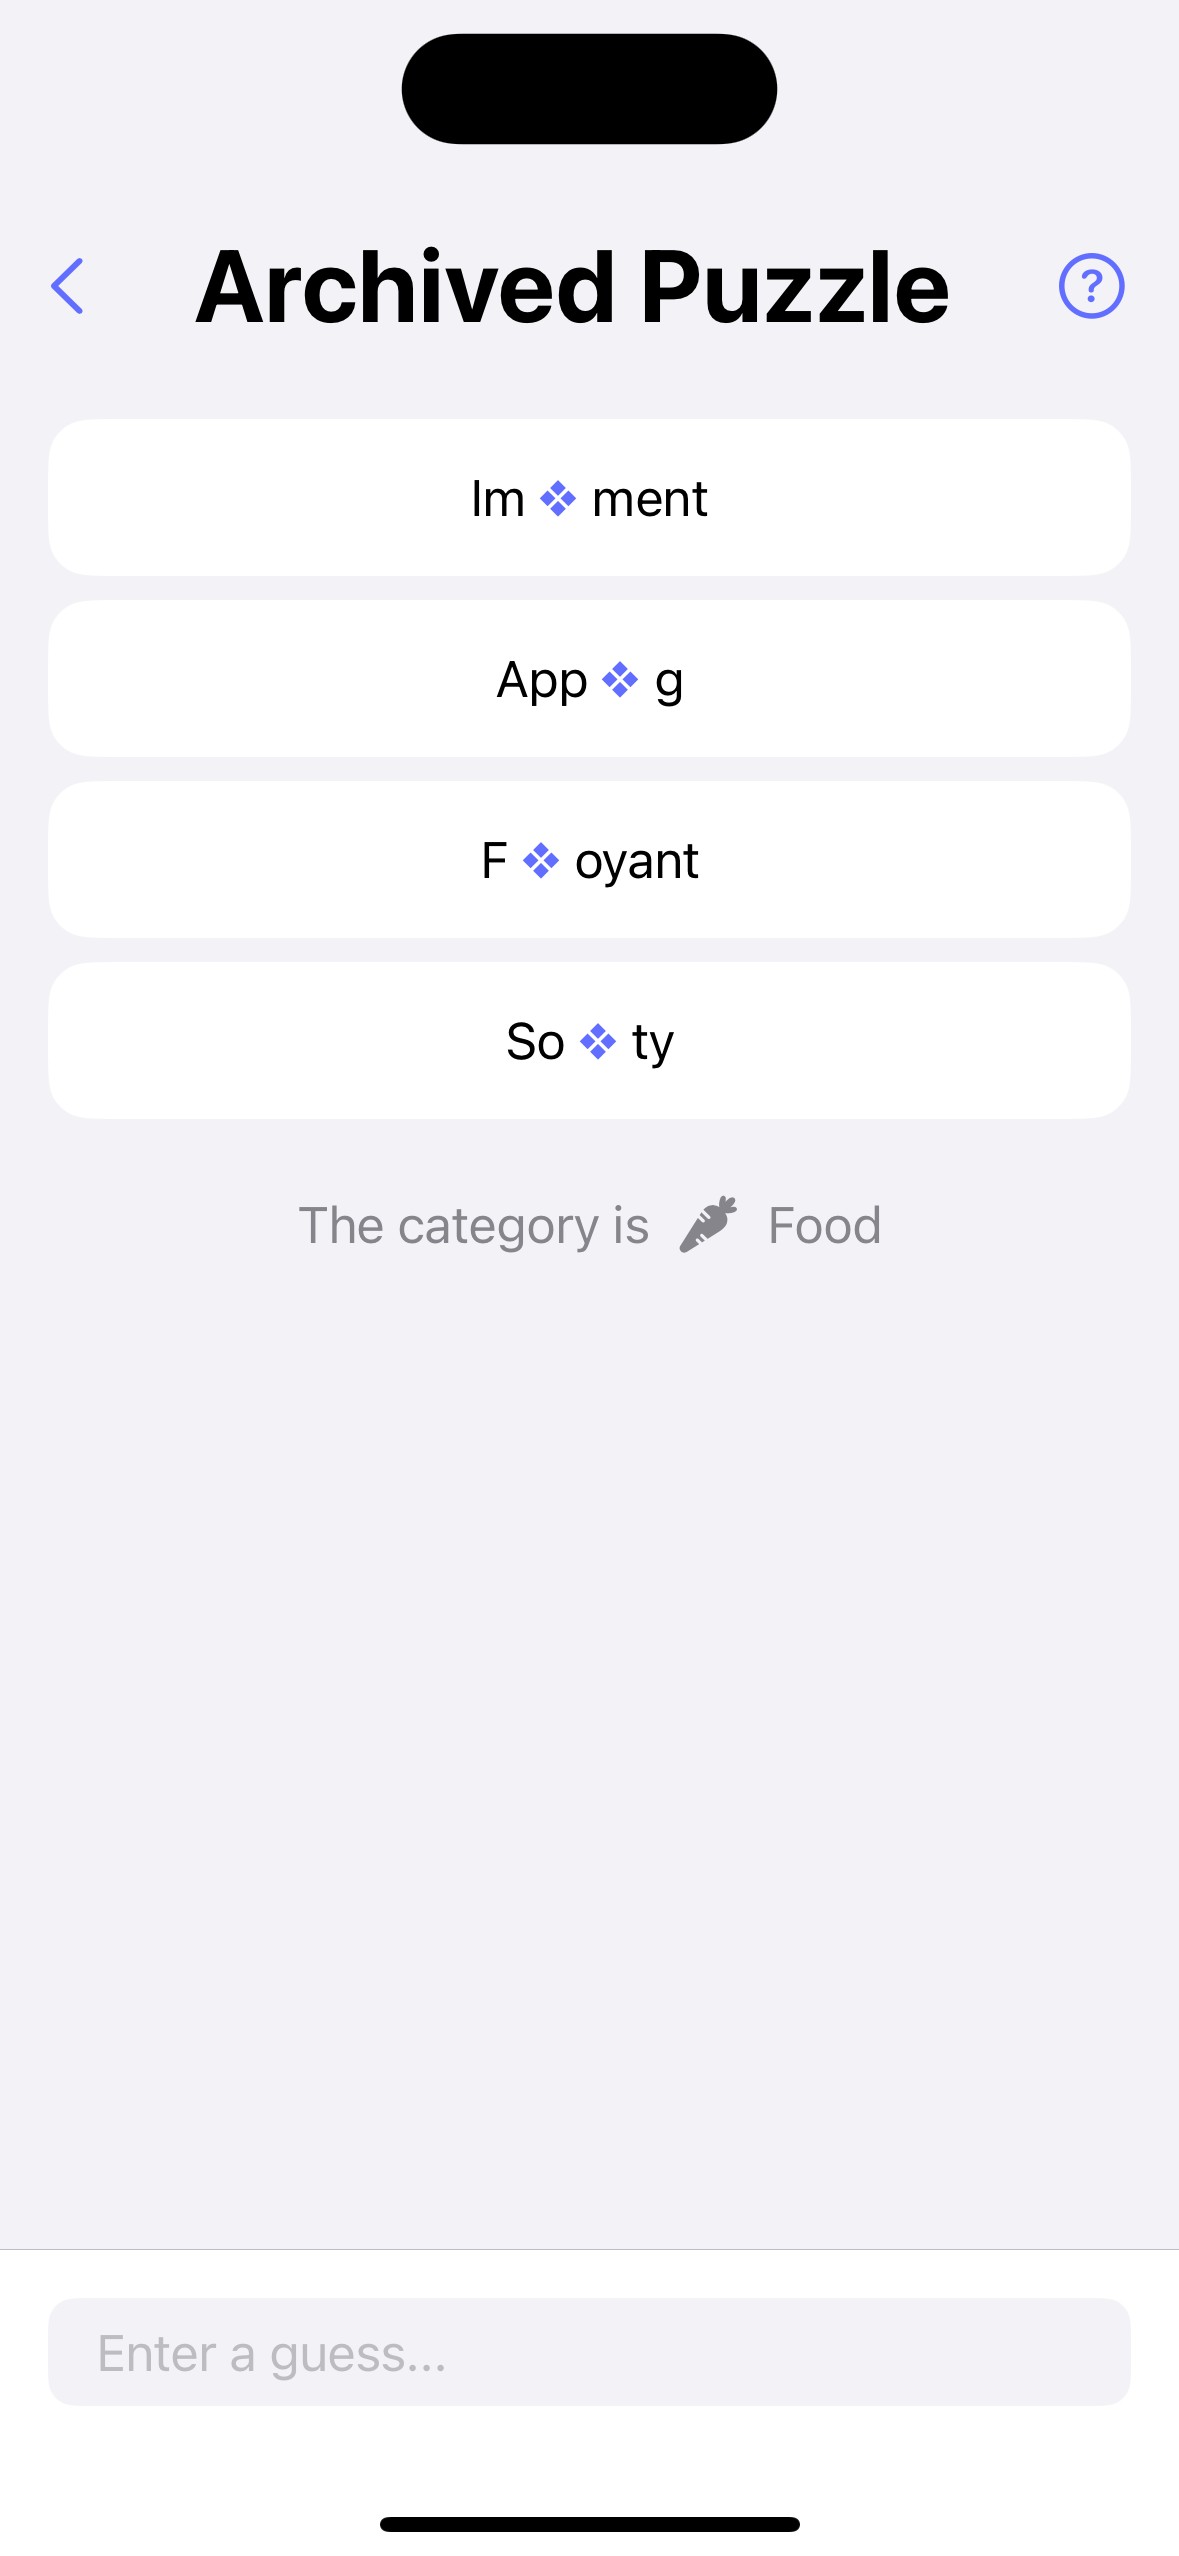 Archived Puzzle
Im ❖ ment
App ❖ g
F ❖ oyant
So ❖ ty
The category is Food
Enter a guess...